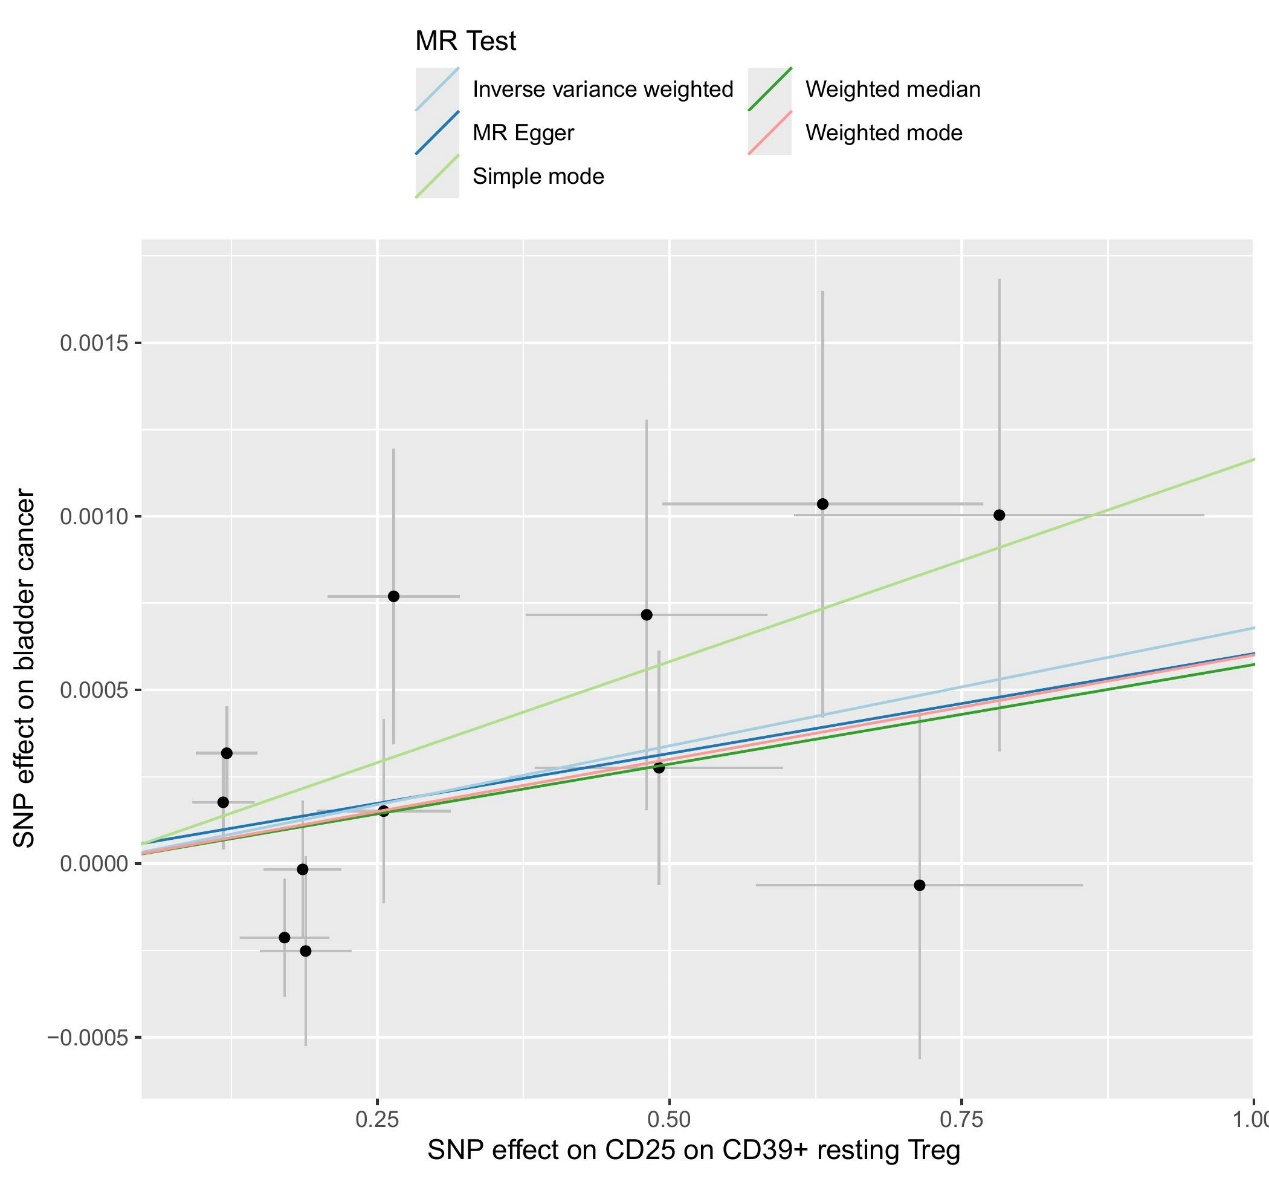 MR Test
Inverse variance weighted
Weighted median
MR Egger
Weighted mode
Simple mode
SNP effect on bladder cancer
0.0015
0.0010
0.0005
0.0000
−0.0005
0.25
0.50
0.75
1.00
SNP effect on CD25 on CD39+ resting Treg